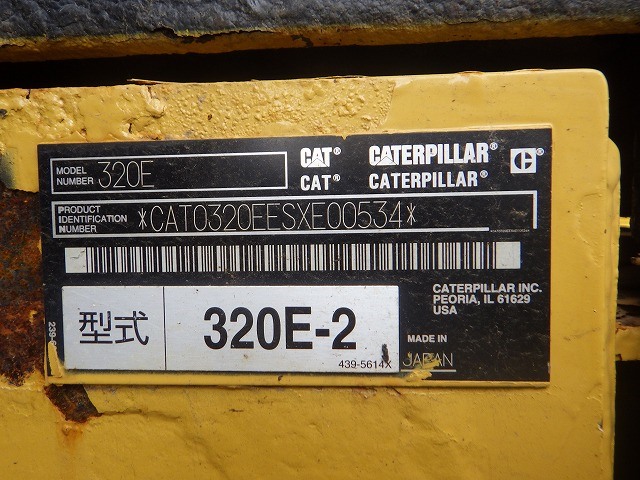 MODEL NUMBER 320E
CAT® CATERPILLAR® C®
CAT® CATERPILLAR®
PRODUCT IDENTIFICATION NUMBER *CAT0320EESXE00534*
CATERPILLAR INC.
PEORIA, IL 61629
USA
型式 320E-2
439-5614X
MADE IN
JAPAN